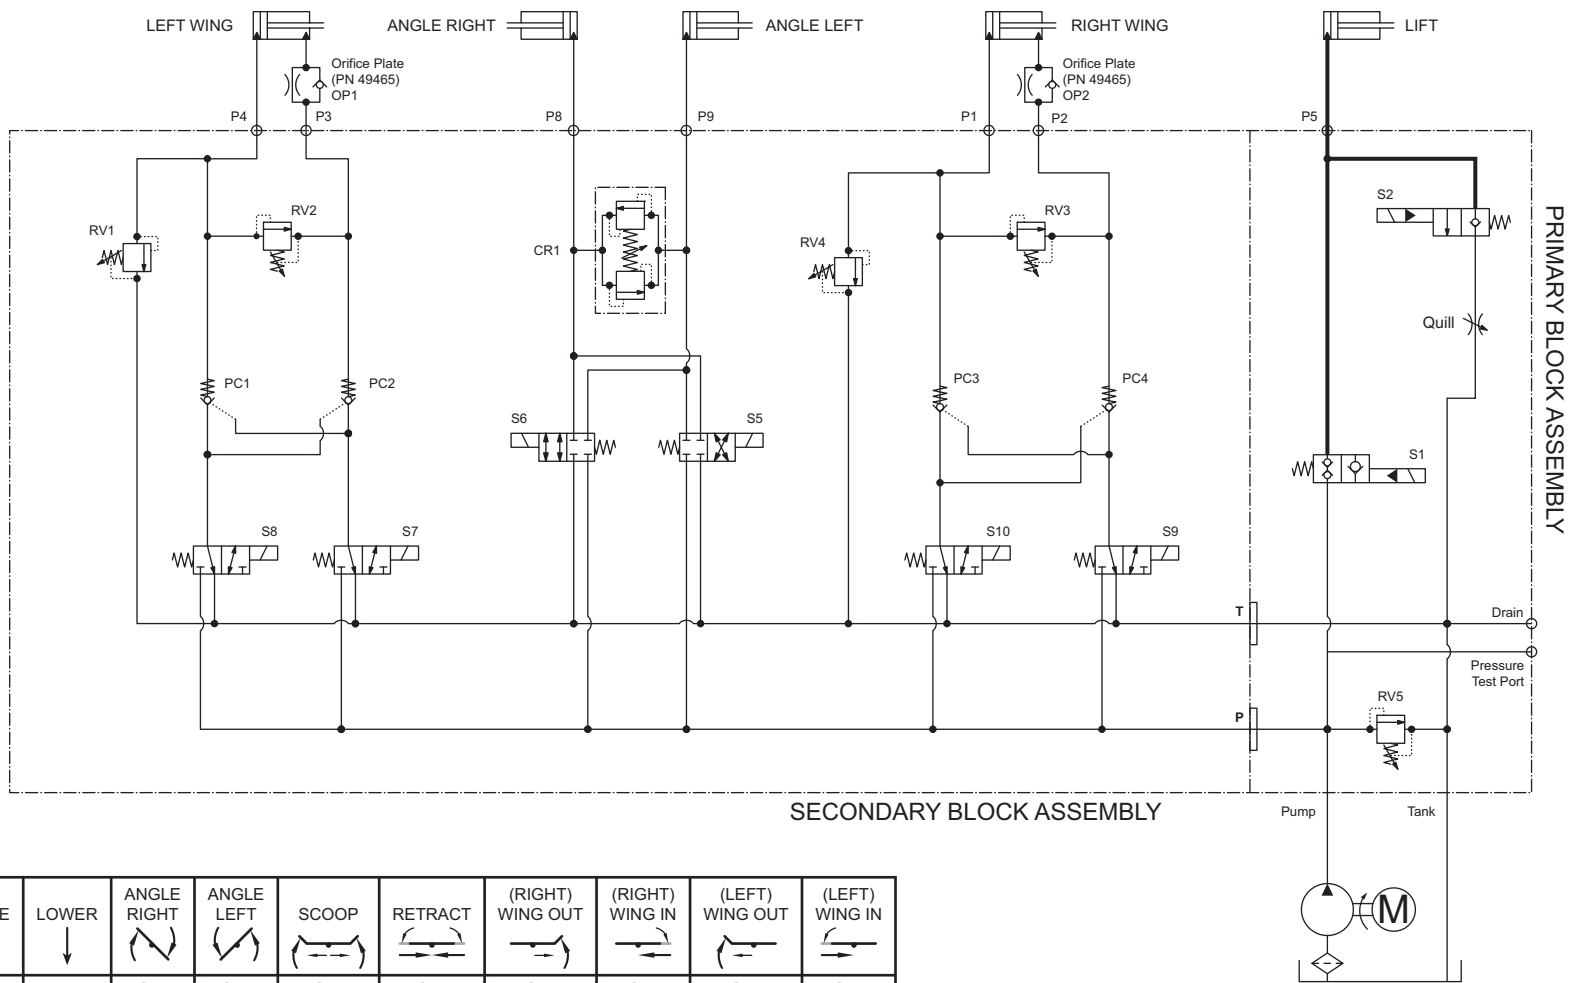 LEFT WING
ANGLE RIGHT
ANGLE LEFT
RIGHT WING
LIFT
Orifice Plate
(PN 49465)
OP1
Orifice Plate
(PN 49465)
OP2
P4
P3
P8
P9
P1
P2
P5
S2
RV1
RV2
CR1
RV4
RV3
Quill
PRIMARY BLOCK ASSEMBLY
PC1
PC2
PC3
PC4
S6
S5
S1
S8
S7
S10
S9
T
Drain
Pressure
Test Port
P
RV5
SECONDARY BLOCK ASSEMBLY
Pump
Tank
M
E
LOWER
ANGLE
RIGHT
ANGLE
LEFT
SCOOP
RETRACT
(RIGHT)
WING OUT
(RIGHT)
WING IN
(LEFT)
WING OUT
(LEFT)
WING IN